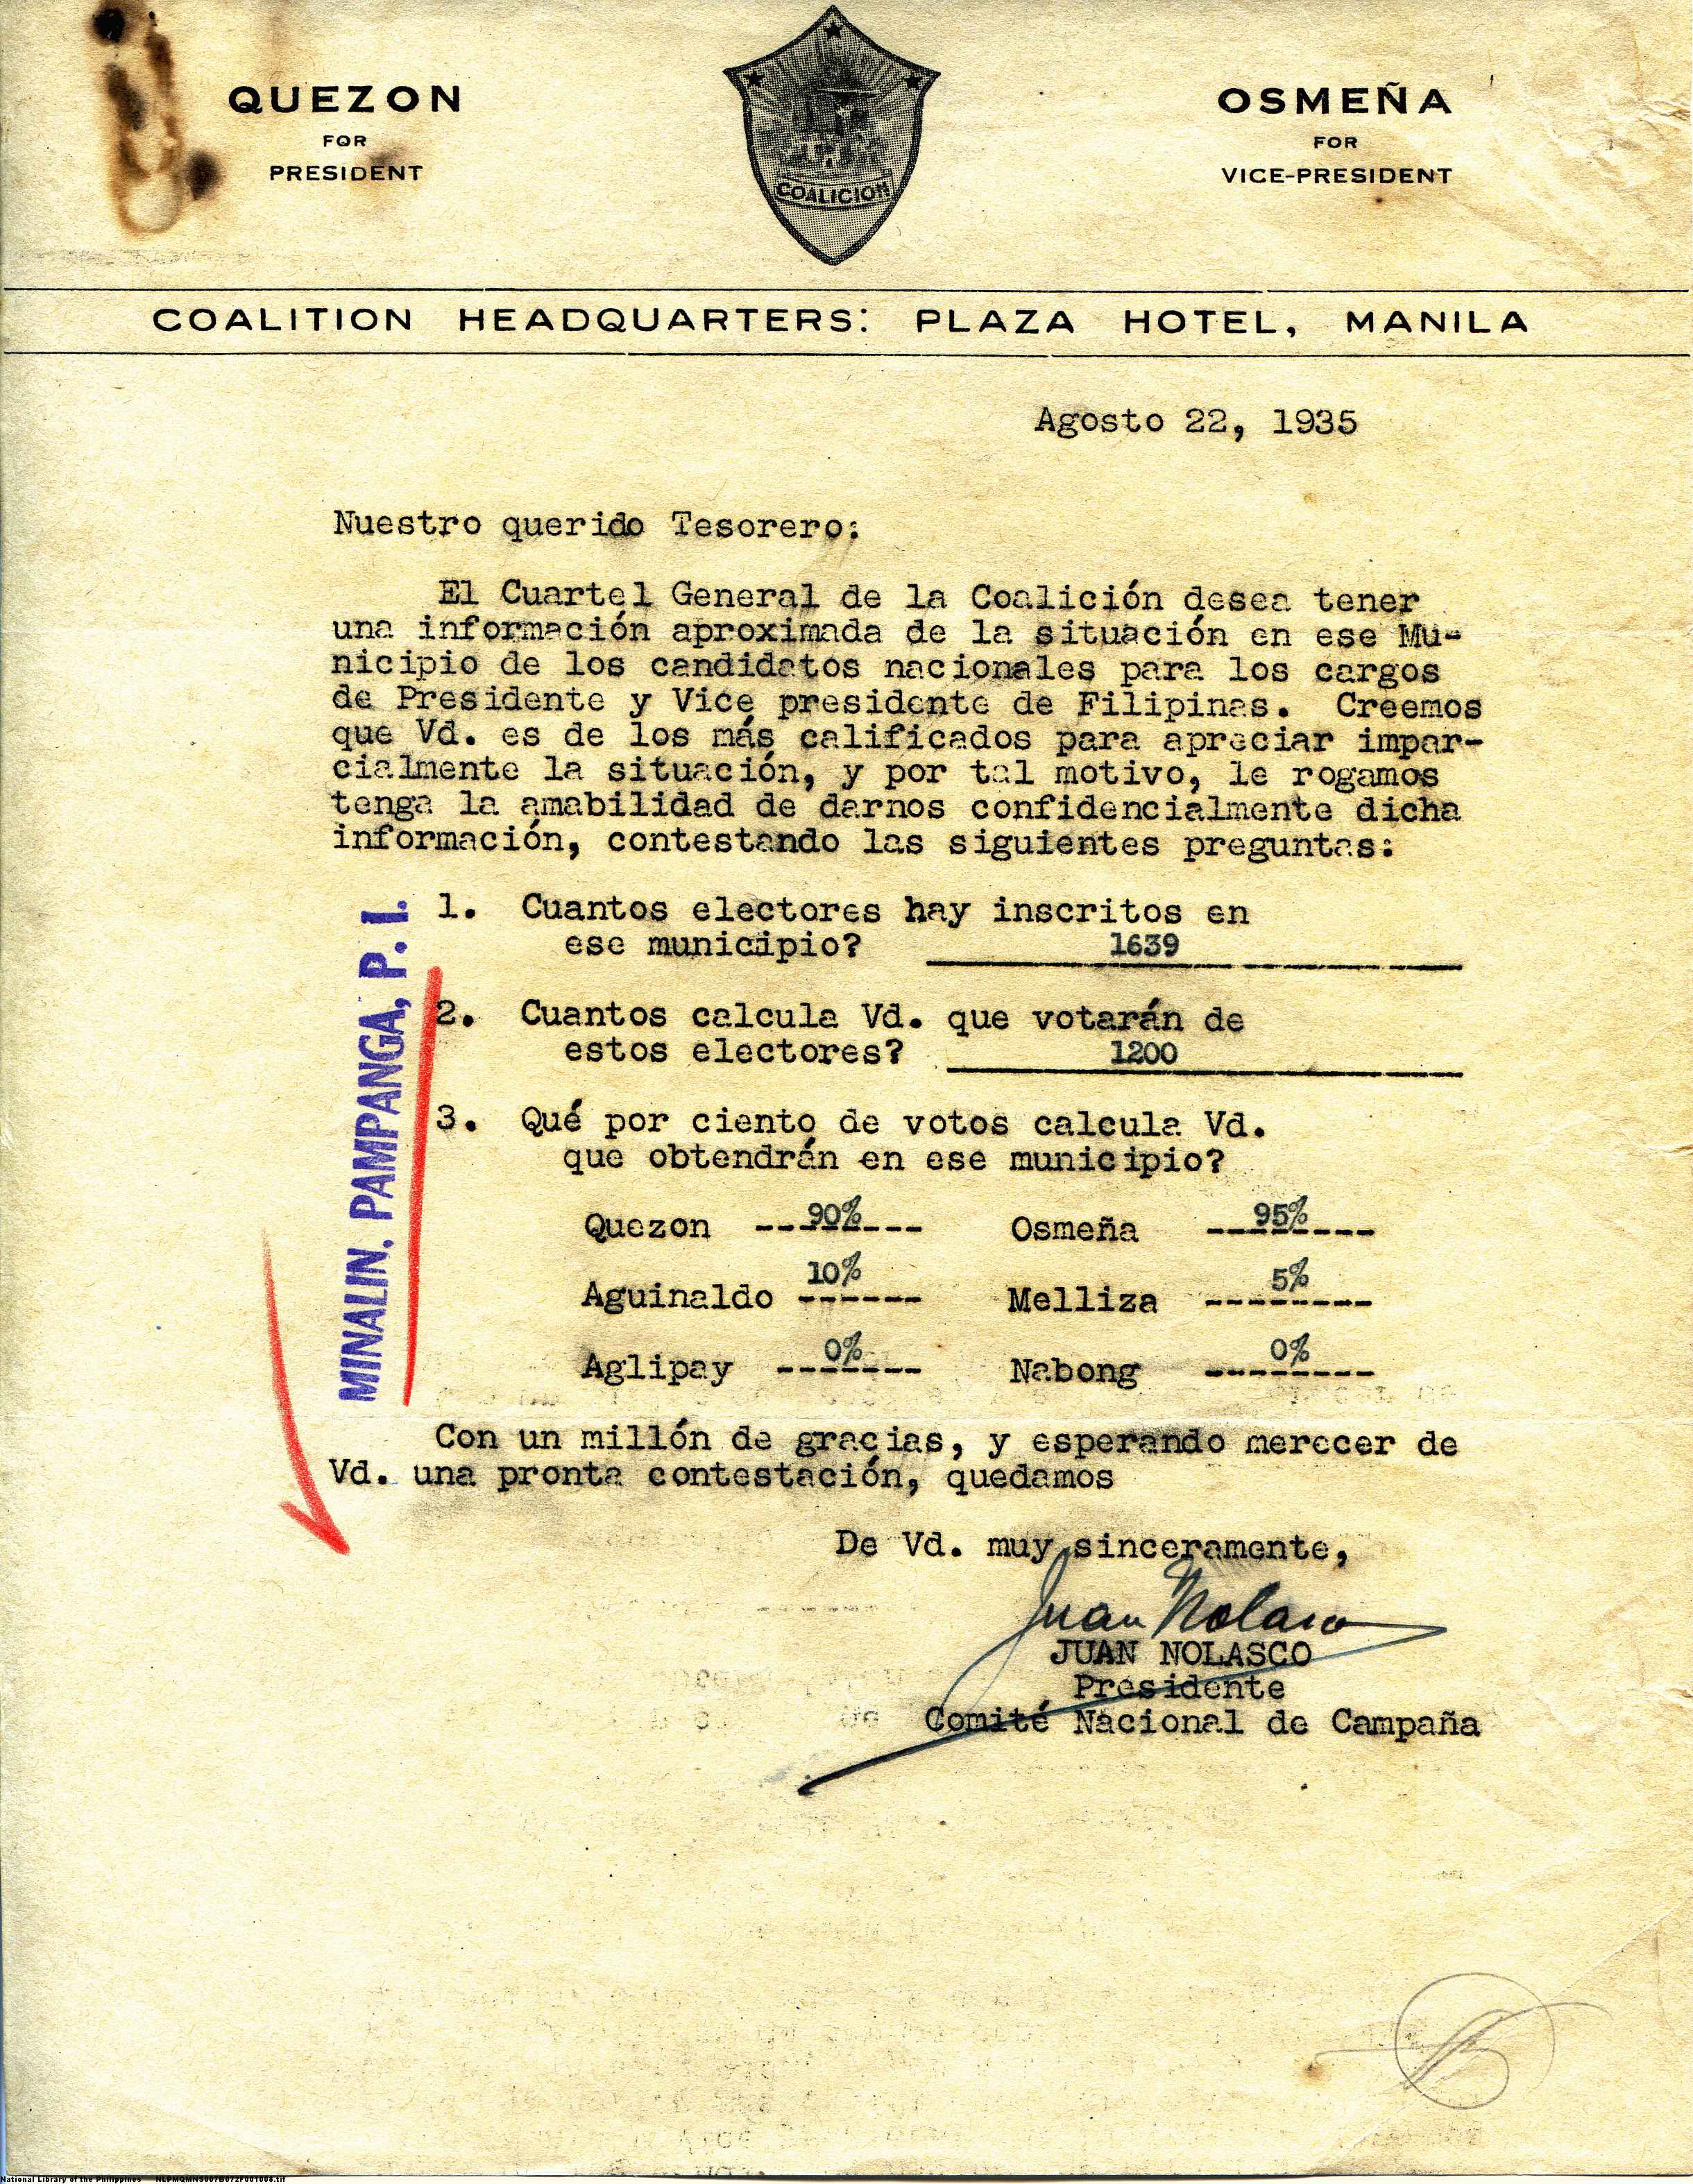 QUEZON
FOR
PRESIDENT
COALICION
OSMEÑA
FOR
VICE-PRESIDENT
COALITION HEADQUARTERS: PLAZA HOTEL, MANILA
Agosto 22, 1935
Nuestro querido Tesorero:
El Cuartel General de la Coalición desea tener
una información aproximada de la situación en ese Mu-
nicipio de los candidatos nacionales para los cargos
de Presidente y Vice presidente de Filipinas. Creemos
que Vd. es de los más calificados para apreciar impar-
cialmente la situación, y por tal motivo, le rogamos
tenga la amabilidad de darnos confidencialmente dicha
información, contestando las siguientes preguntas:
1. Cuantos electores hay inscritos en
ese municipio? 1639
2. Cuantos calcula Vd. que votarán de
estos electores? 1200
3. Qué por ciento de votos calcula Vd.
que obtendrán en ese municipio?
Quezon --90%--- Osmeña --95%---
Aguinaldo 10% ------ Melliza 5% --------
Aglipay --0%--- Nabong 0% --------
MINALIN, PAMPANGA, P. I.
Con un millón de gracias, y esperando merecer de
Vd. una pronta contestación, quedamos
De Vd. muy sinceramente,
Juan Nolasco
JUAN NOLASCO
Presidente
Comité Nacional de Campaña
National Library of the Philippines